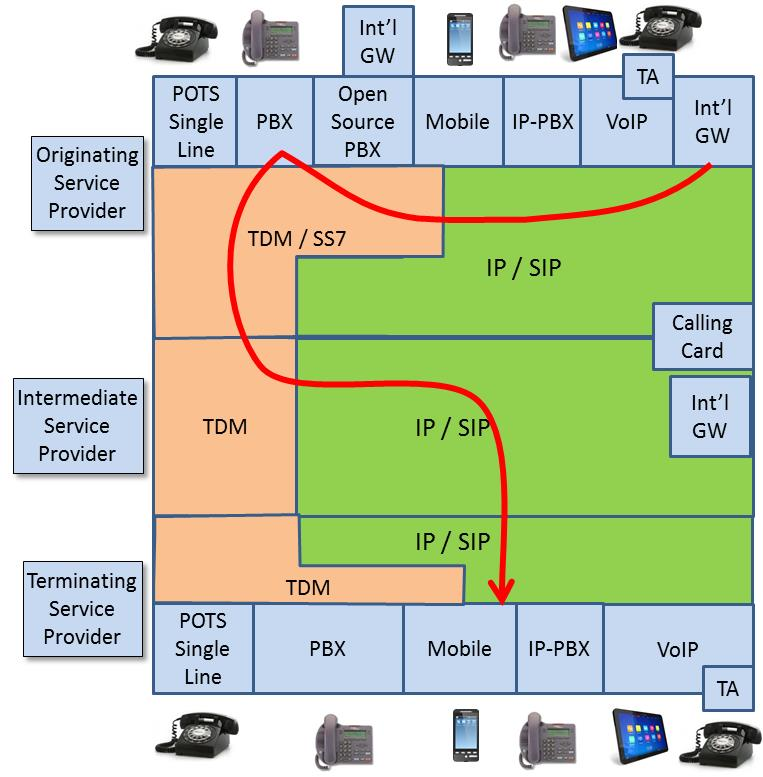 Int'l
GW
TA
POTS
Single
Line
PBX
Open
Source
PBX
Mobile
IP-PBX
VoIP
Int'l
GW
Originating
Service
Provider
TDM / SS7
IP / SIP
Calling
Card
Intermediate
Service
Provider
TDM
IP / SIP
Int'l
GW
IP / SIP
Terminating
Service
Provider
TDM
POTS
Single
Line
PBX
Mobile
IP-PBX
VoIP
TA